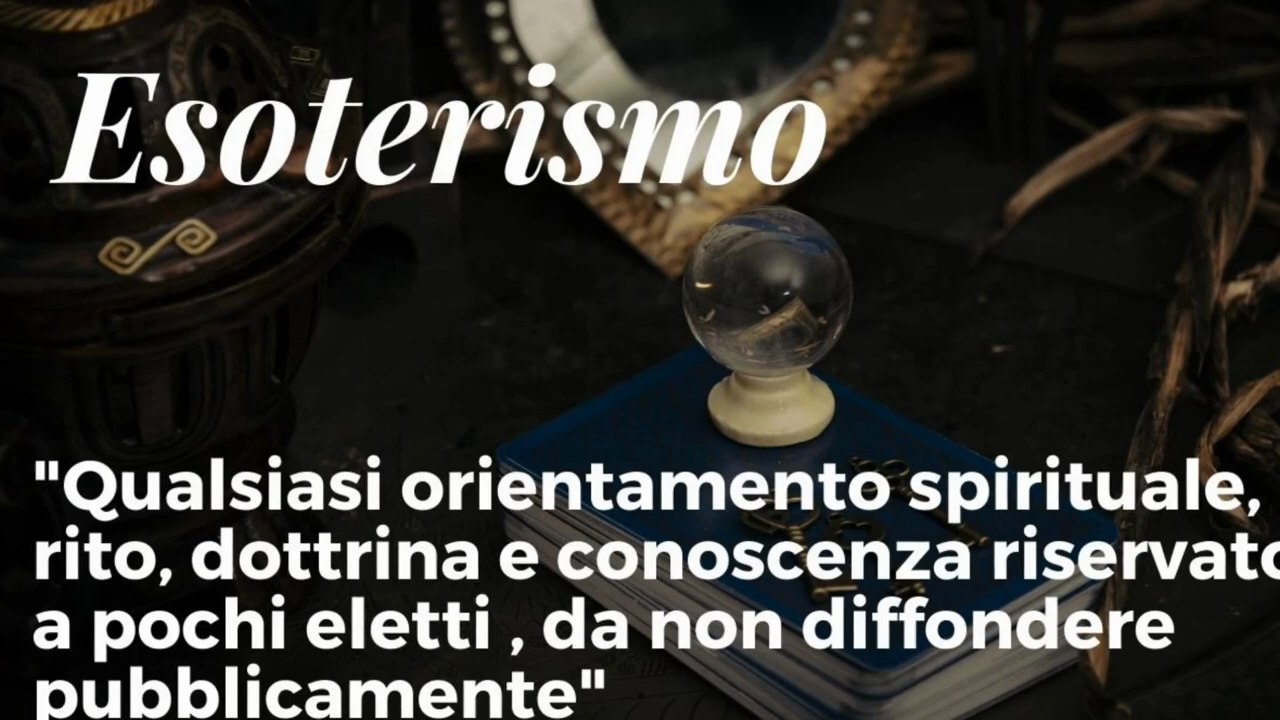 Esoterismo
"Qualsiasi orientamento spirituale,
rito, dottrina e conoscenza riservato
a pochi eletti , da non diffondere
pubblicamente"